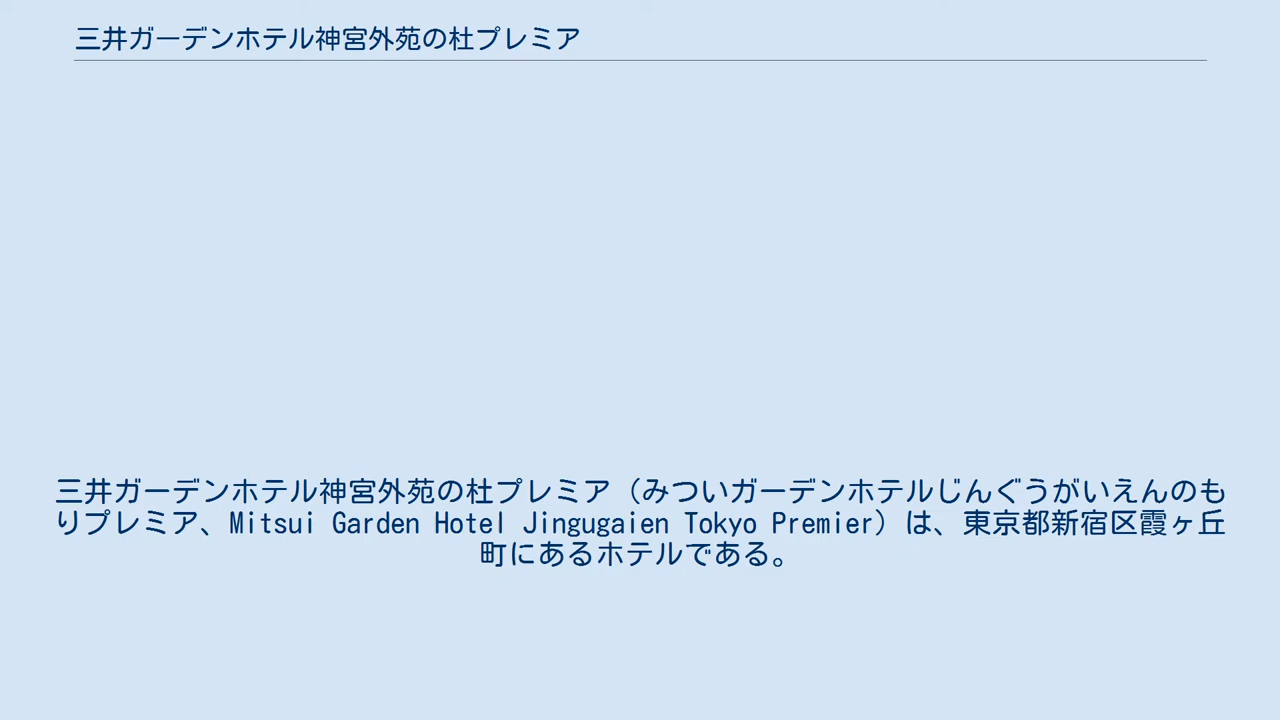 三井ガーデンホテル神宮外苑の杜プレミア
三井ガーデンホテル神宮外苑の杜プレミア（みついガーデンホテルじんぐうがいえんのも
りプレミア、Mitsui Garden Hotel Jingugaien Tokyo Premier）は、東京都新宿区霞ヶ丘
町にあるホテルである。